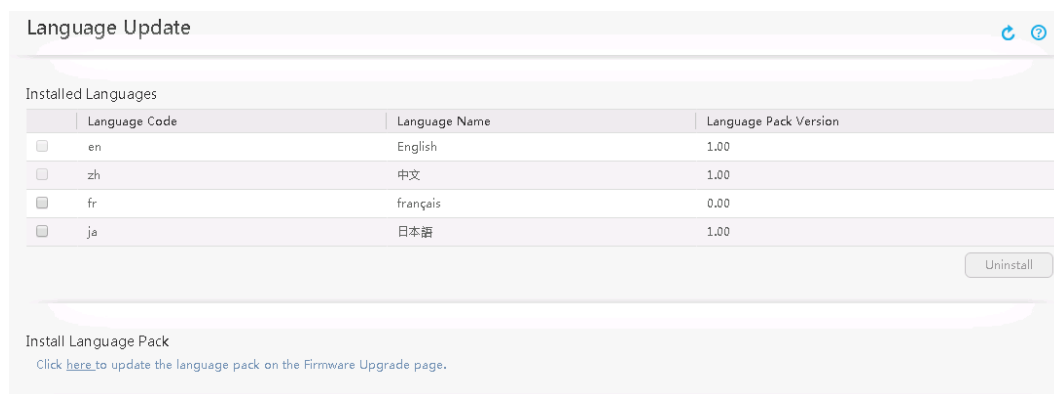 Language Update
Installed Languages
Language Code Language Name Language Pack Version
en English 1.00
zh 中文 1.00
fr français 0.00
ja 日本語 1.00
Uninstall
Install Language Pack
Click here to update the language pack on the Firmware Upgrade page.